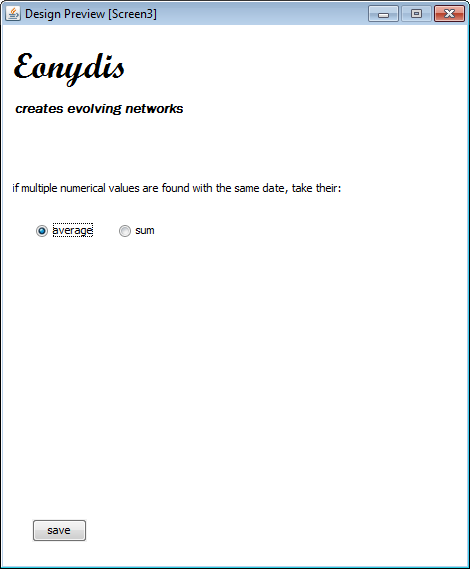 Design Preview [Screen3]
Eonydis
creates evolving networks
if multiple numerical values are found with the same date, take their:
average sum
save